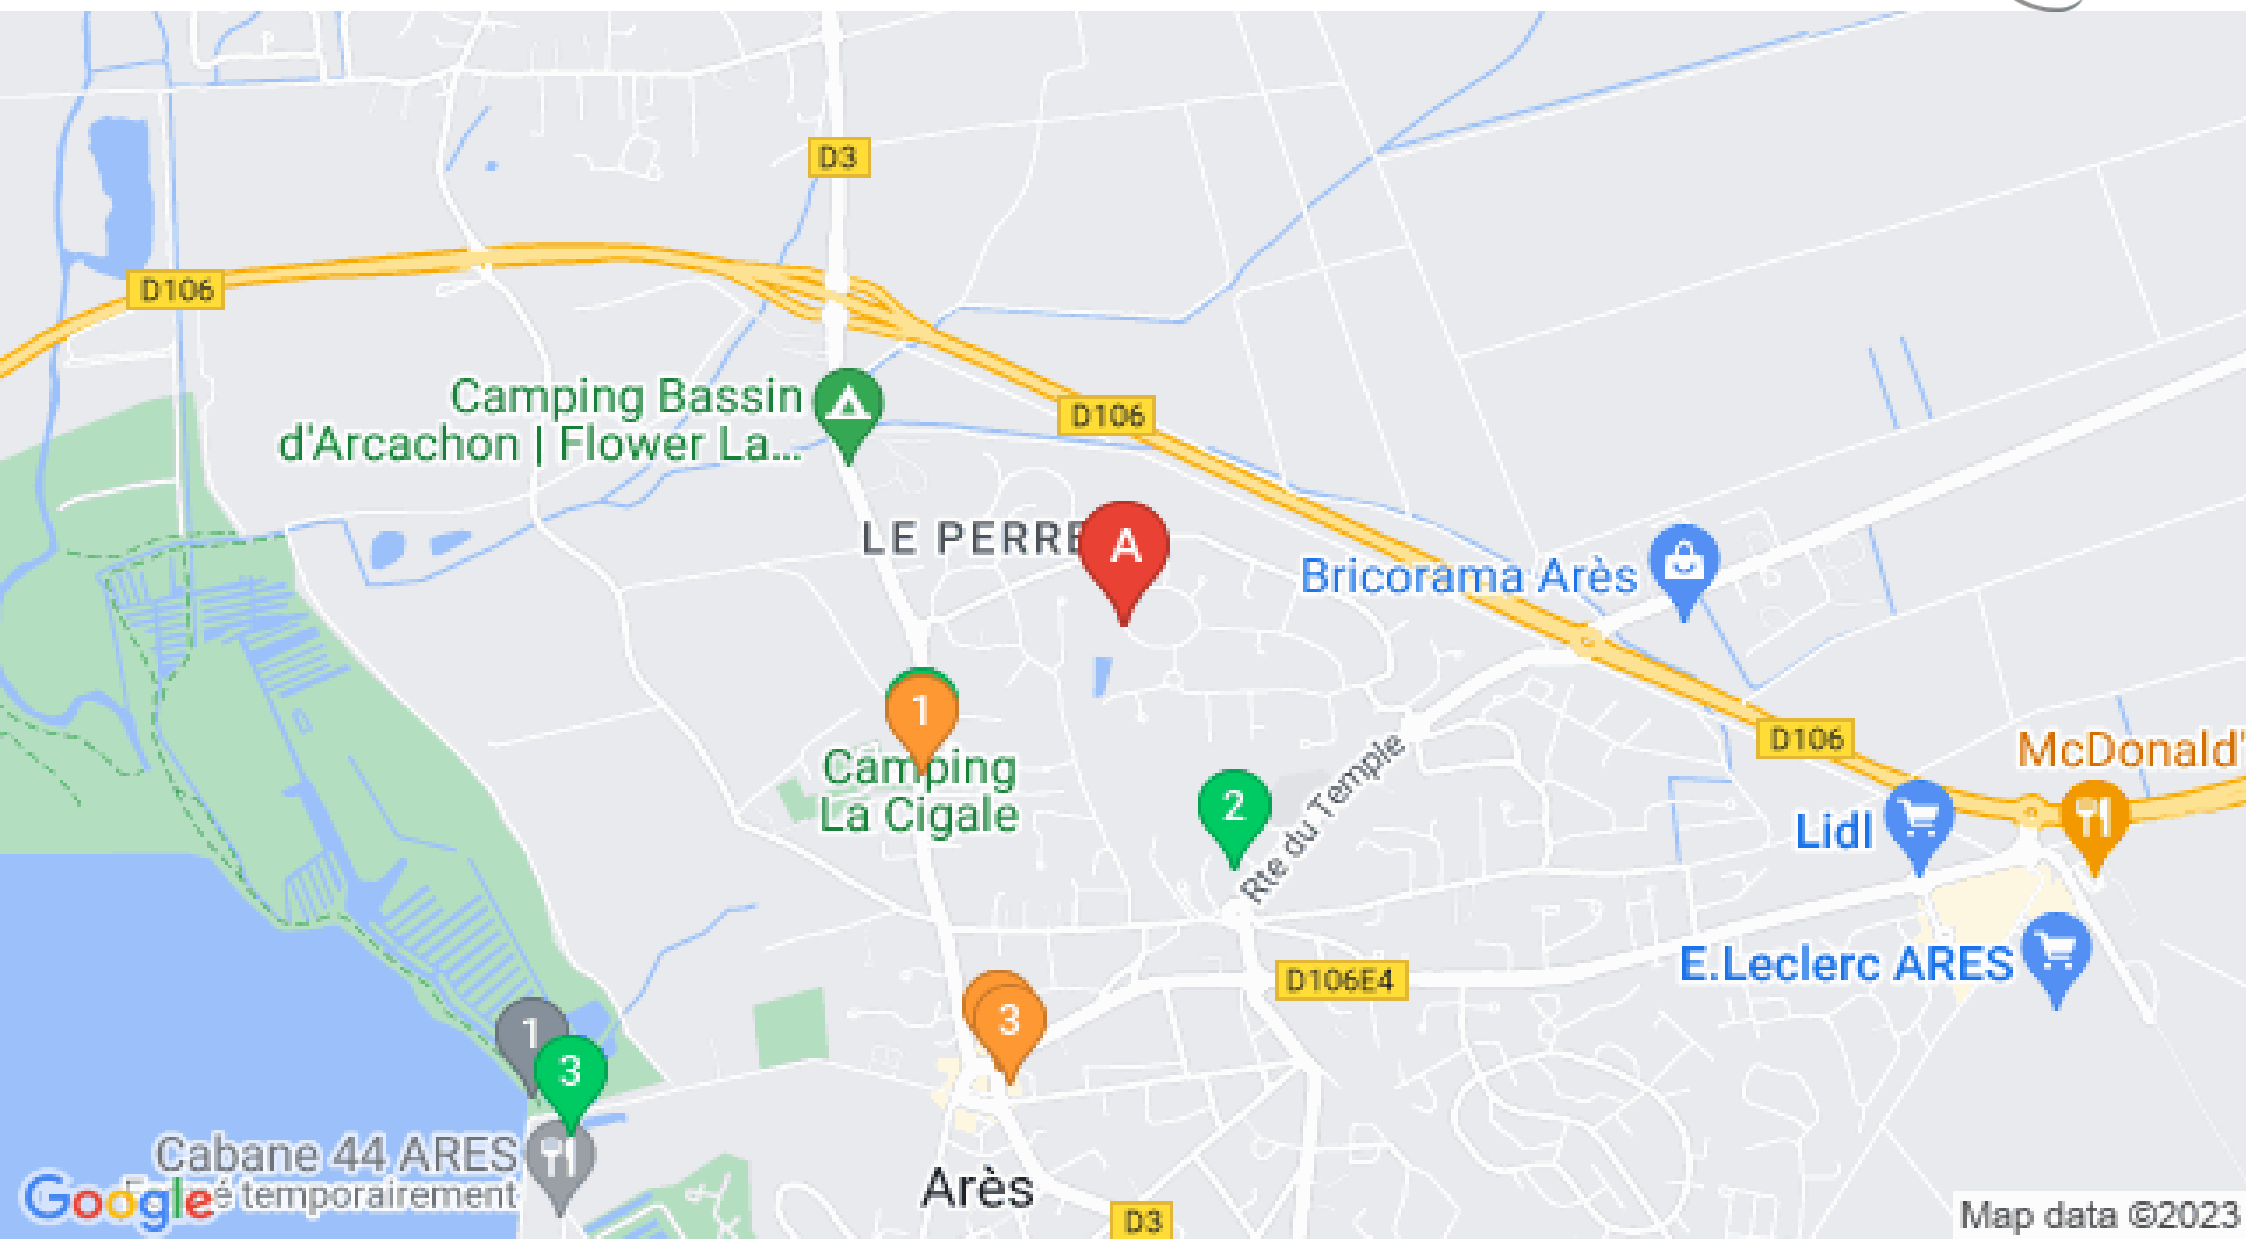 D3
D106
Camping Bassin
d'Arcachon | Flower La...
D106
LE PERRE
A
Bricorama Arès
1
Camping
La Cigale
D106
McDonald'
2
Rte du Temple
Lidl
E.Leclerc ARES
D106E4
3
1
3
Cabane 44 ARES
temporairement
Google
Arès
D3
Map data ©2023